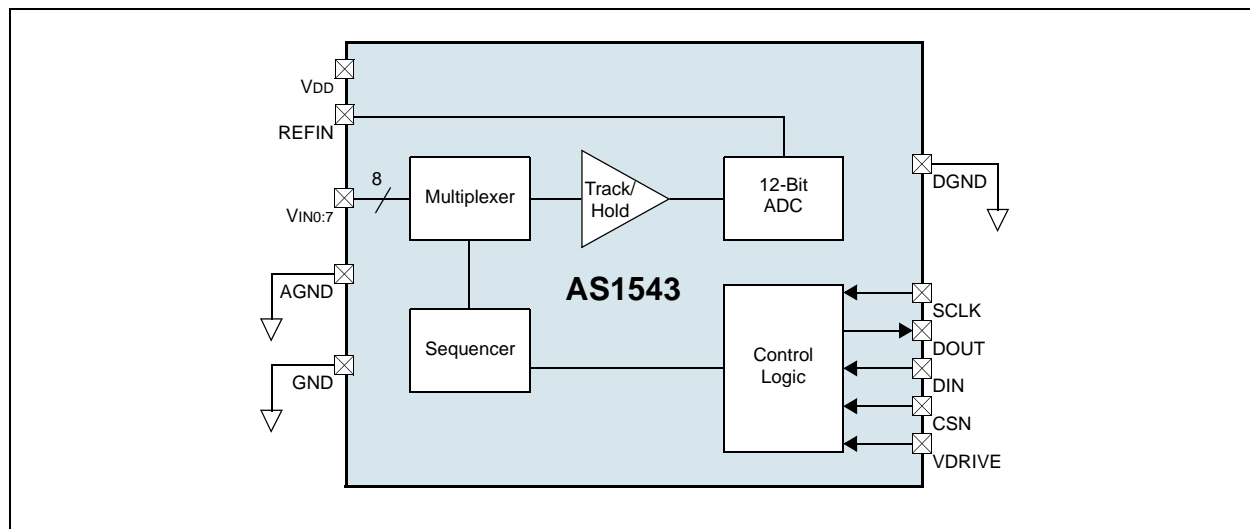 VDD
REFIN
8
VIN0:7
Multiplexer
Track/
Hold
12-Bit
ADC
DGND
AGND
AS1543
GND
Sequencer
Control
Logic
SCLK
DOUT
DIN
CSN
VDRIVE